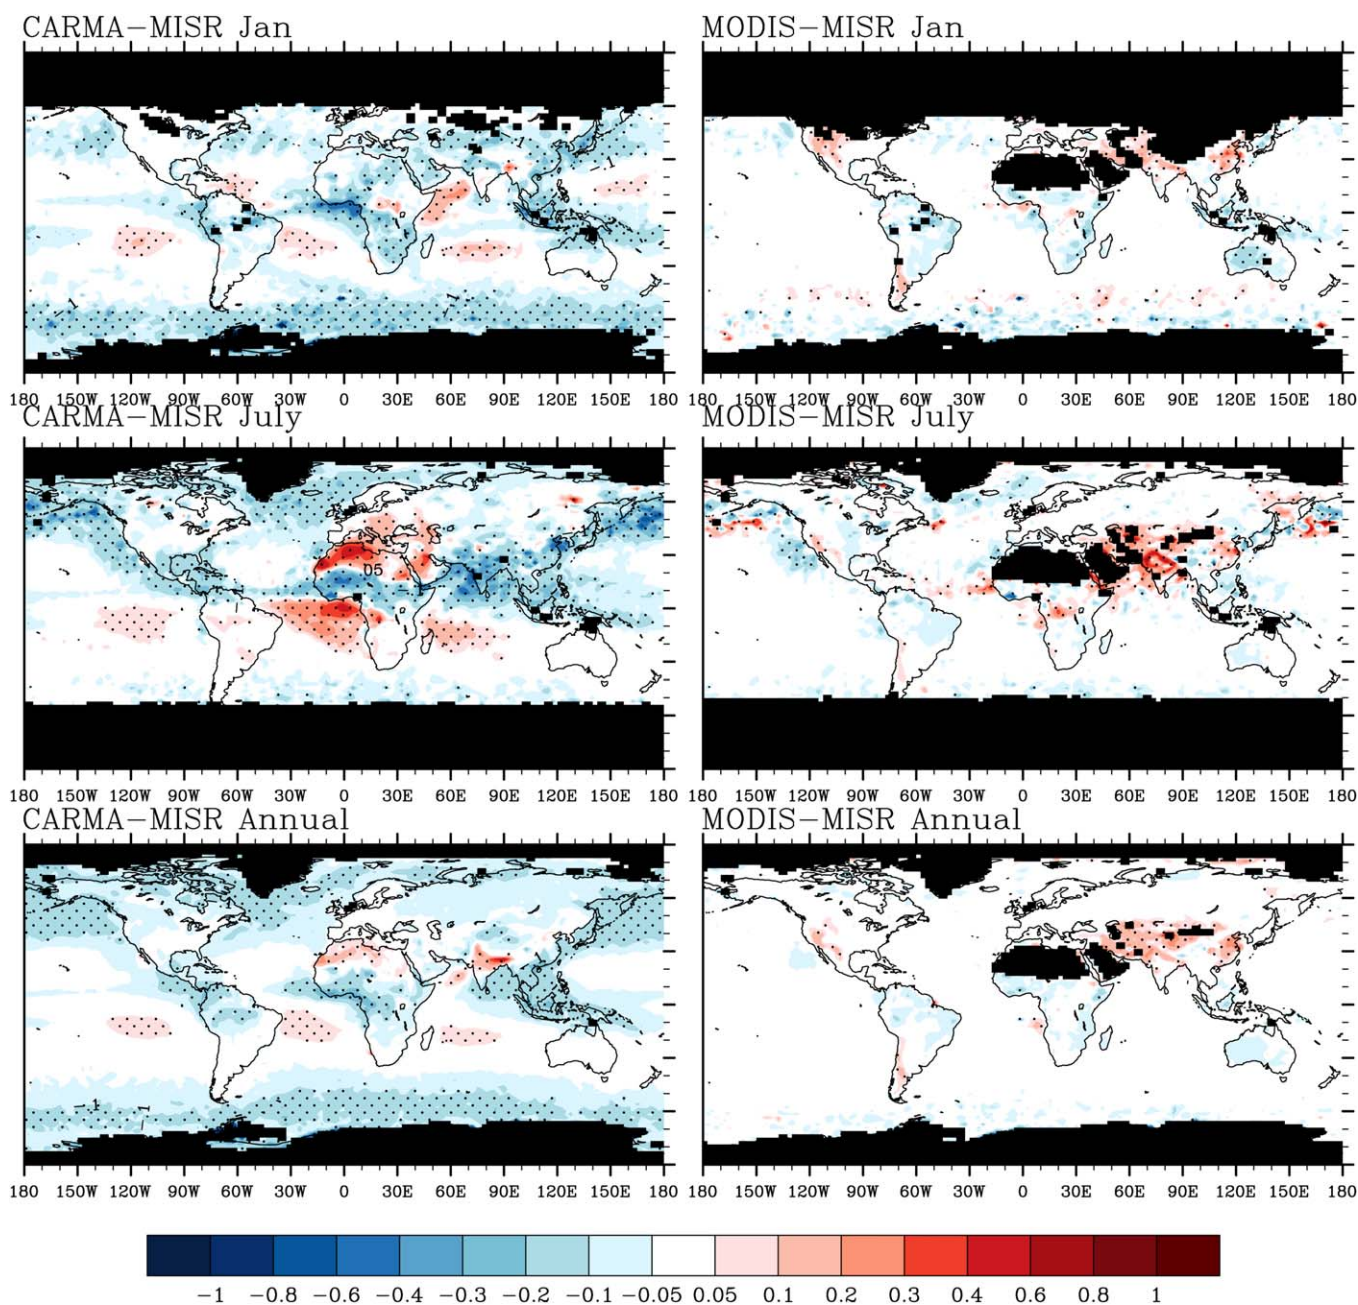 CARMA−MISR Jan MODIS−MISR Jan
180 150W 120W 90W 60W 30W 0 30E 60E 90E 120E 150E 180 180 150W 120W 90W 60W 30W 0 30E 60E 90E 120E 150E 180
CARMA−MISR July MODIS−MISR July
05
180 150W 120W 90W 60W 30W 0 30E 60E 90E 120E 150E 180 180 150W 120W 90W 60W 30W 0 30E 60E 90E 120E 150E 180
CARMA−MISR Annual MODIS−MISR Annual
180 150W 120W 90W 60W 30W 0 30E 60E 90E 120E 150E 180 180 150W 120W 90W 60W 30W 0 30E 60E 90E 120E 150E 180
−1 −0.8 −0.6 −0.4 −0.3 −0.2 −0.1 −0.05 0.05 0.1 0.2 0.3 0.4 0.6 0.8 1